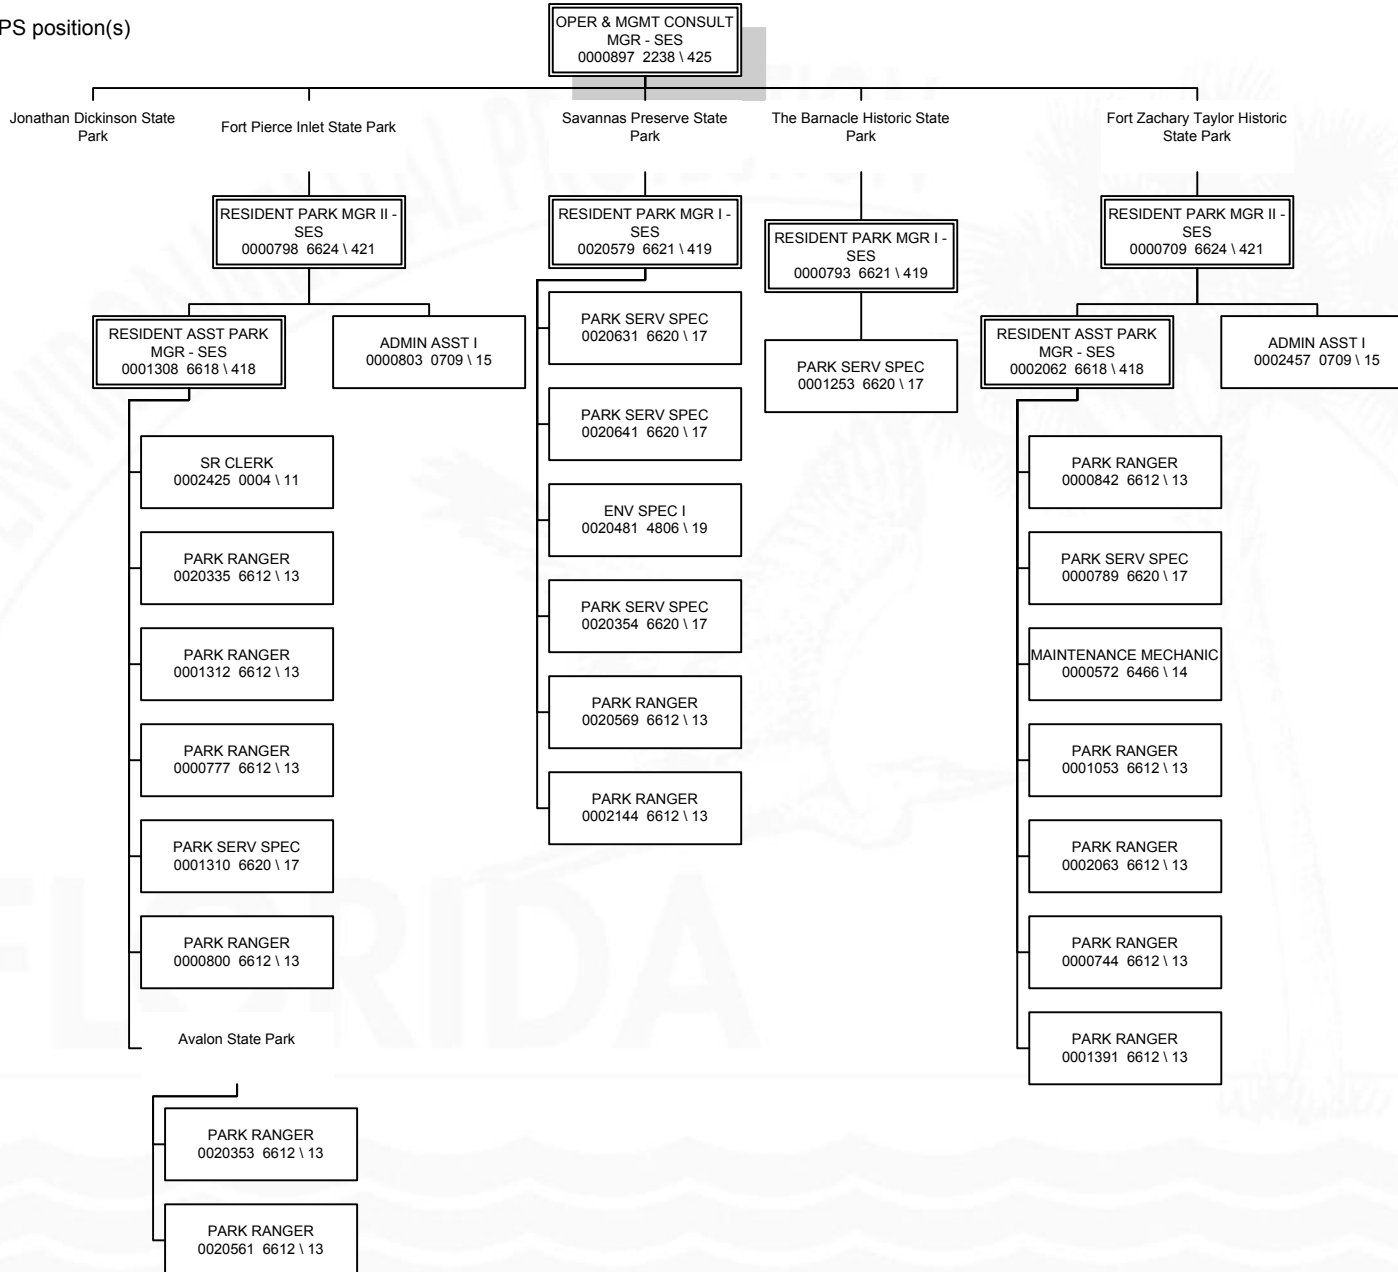 PS position(s)
OPER & MGMT CONSULT
MGR - SES
0000897 2238 \ 425
Jonathan Dickinson State
Park
Fort Pierce Inlet State Park
Savannas Preserve State
Park
The Barnacle Historic State
Park
Fort Zachary Taylor Historic
State Park
RESIDENT PARK MGR II -
SES
0000798 6624 \ 421
RESIDENT ASST PARK
MGR - SES
0001308 6618 \ 418
ADMIN ASST I
0000803 0709 \ 15
SR CLERK
0002425 0004 \ 11
PARK RANGER
0020335 6612 \ 13
PARK RANGER
0001312 6612 \ 13
PARK RANGER
0000777 6612 \ 13
PARK SERV SPEC
0001310 6620 \ 17
PARK RANGER
0000800 6612 \ 13
Avalon State Park
PARK RANGER
0020353 6612 \ 13
PARK RANGER
0020561 6612 \ 13
RESIDENT PARK MGR I -
SES
0020579 6621 \ 419
PARK SERV SPEC
0020631 6620 \ 17
PARK SERV SPEC
0020641 6620 \ 17
ENV SPEC I
0020481 4806 \ 19
PARK SERV SPEC
0020354 6620 \ 17
PARK RANGER
0020569 6612 \ 13
PARK RANGER
0002144 6612 \ 13
RESIDENT PARK MGR I -
SES
0000793 6621 \ 419
PARK SERV SPEC
0001253 6620 \ 17
RESIDENT PARK MGR II -
SES
0000709 6624 \ 421
RESIDENT ASST PARK
MGR - SES
0002062 6618 \ 418
ADMIN ASST I
0002457 0709 \ 15
PARK RANGER
0000842 6612 \ 13
PARK SERV SPEC
0000789 6620 \ 17
MAINTENANCE MECHANIC
0000572 6466 \ 14
PARK RANGER
0001053 6612 \ 13
PARK RANGER
0002063 6612 \ 13
PARK RANGER
0000744 6612 \ 13
PARK RANGER
0001391 6612 \ 13
FLORIDA